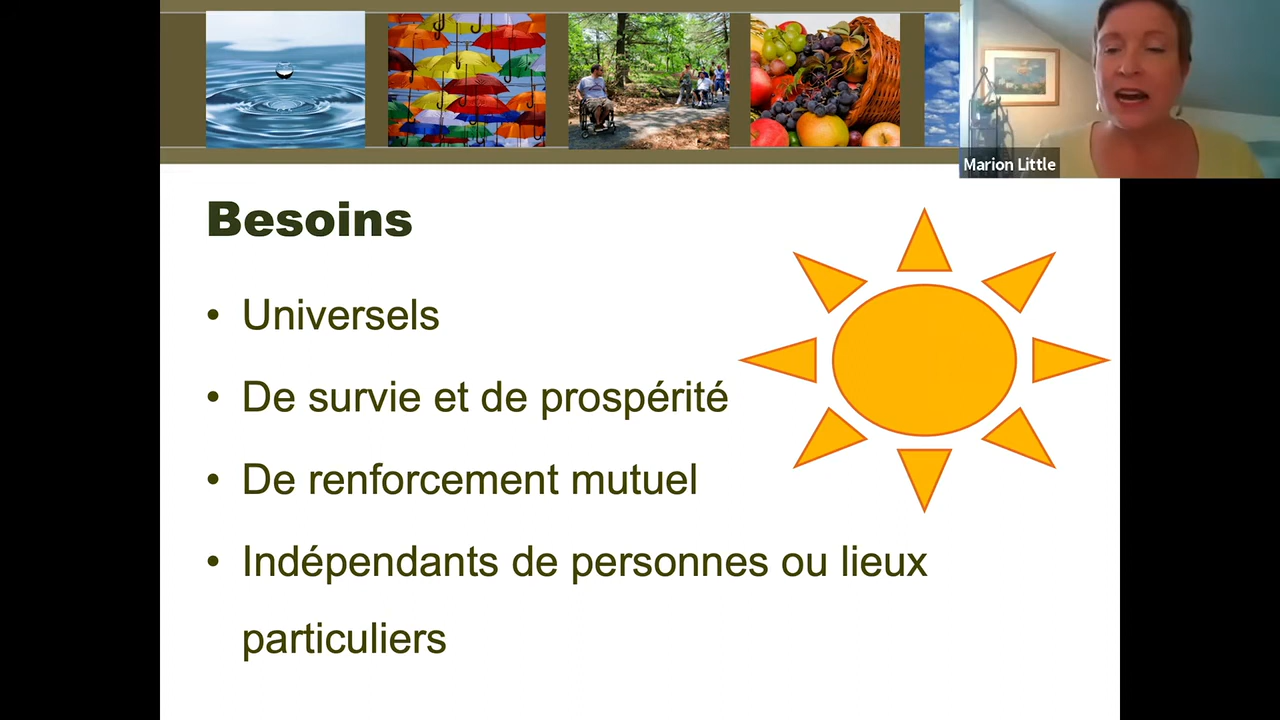 Marion Little
Besoins
• Universels
• De survie et de prospérité
• De renforcement mutuel
• Indépendants de personnes ou lieux
particuliers